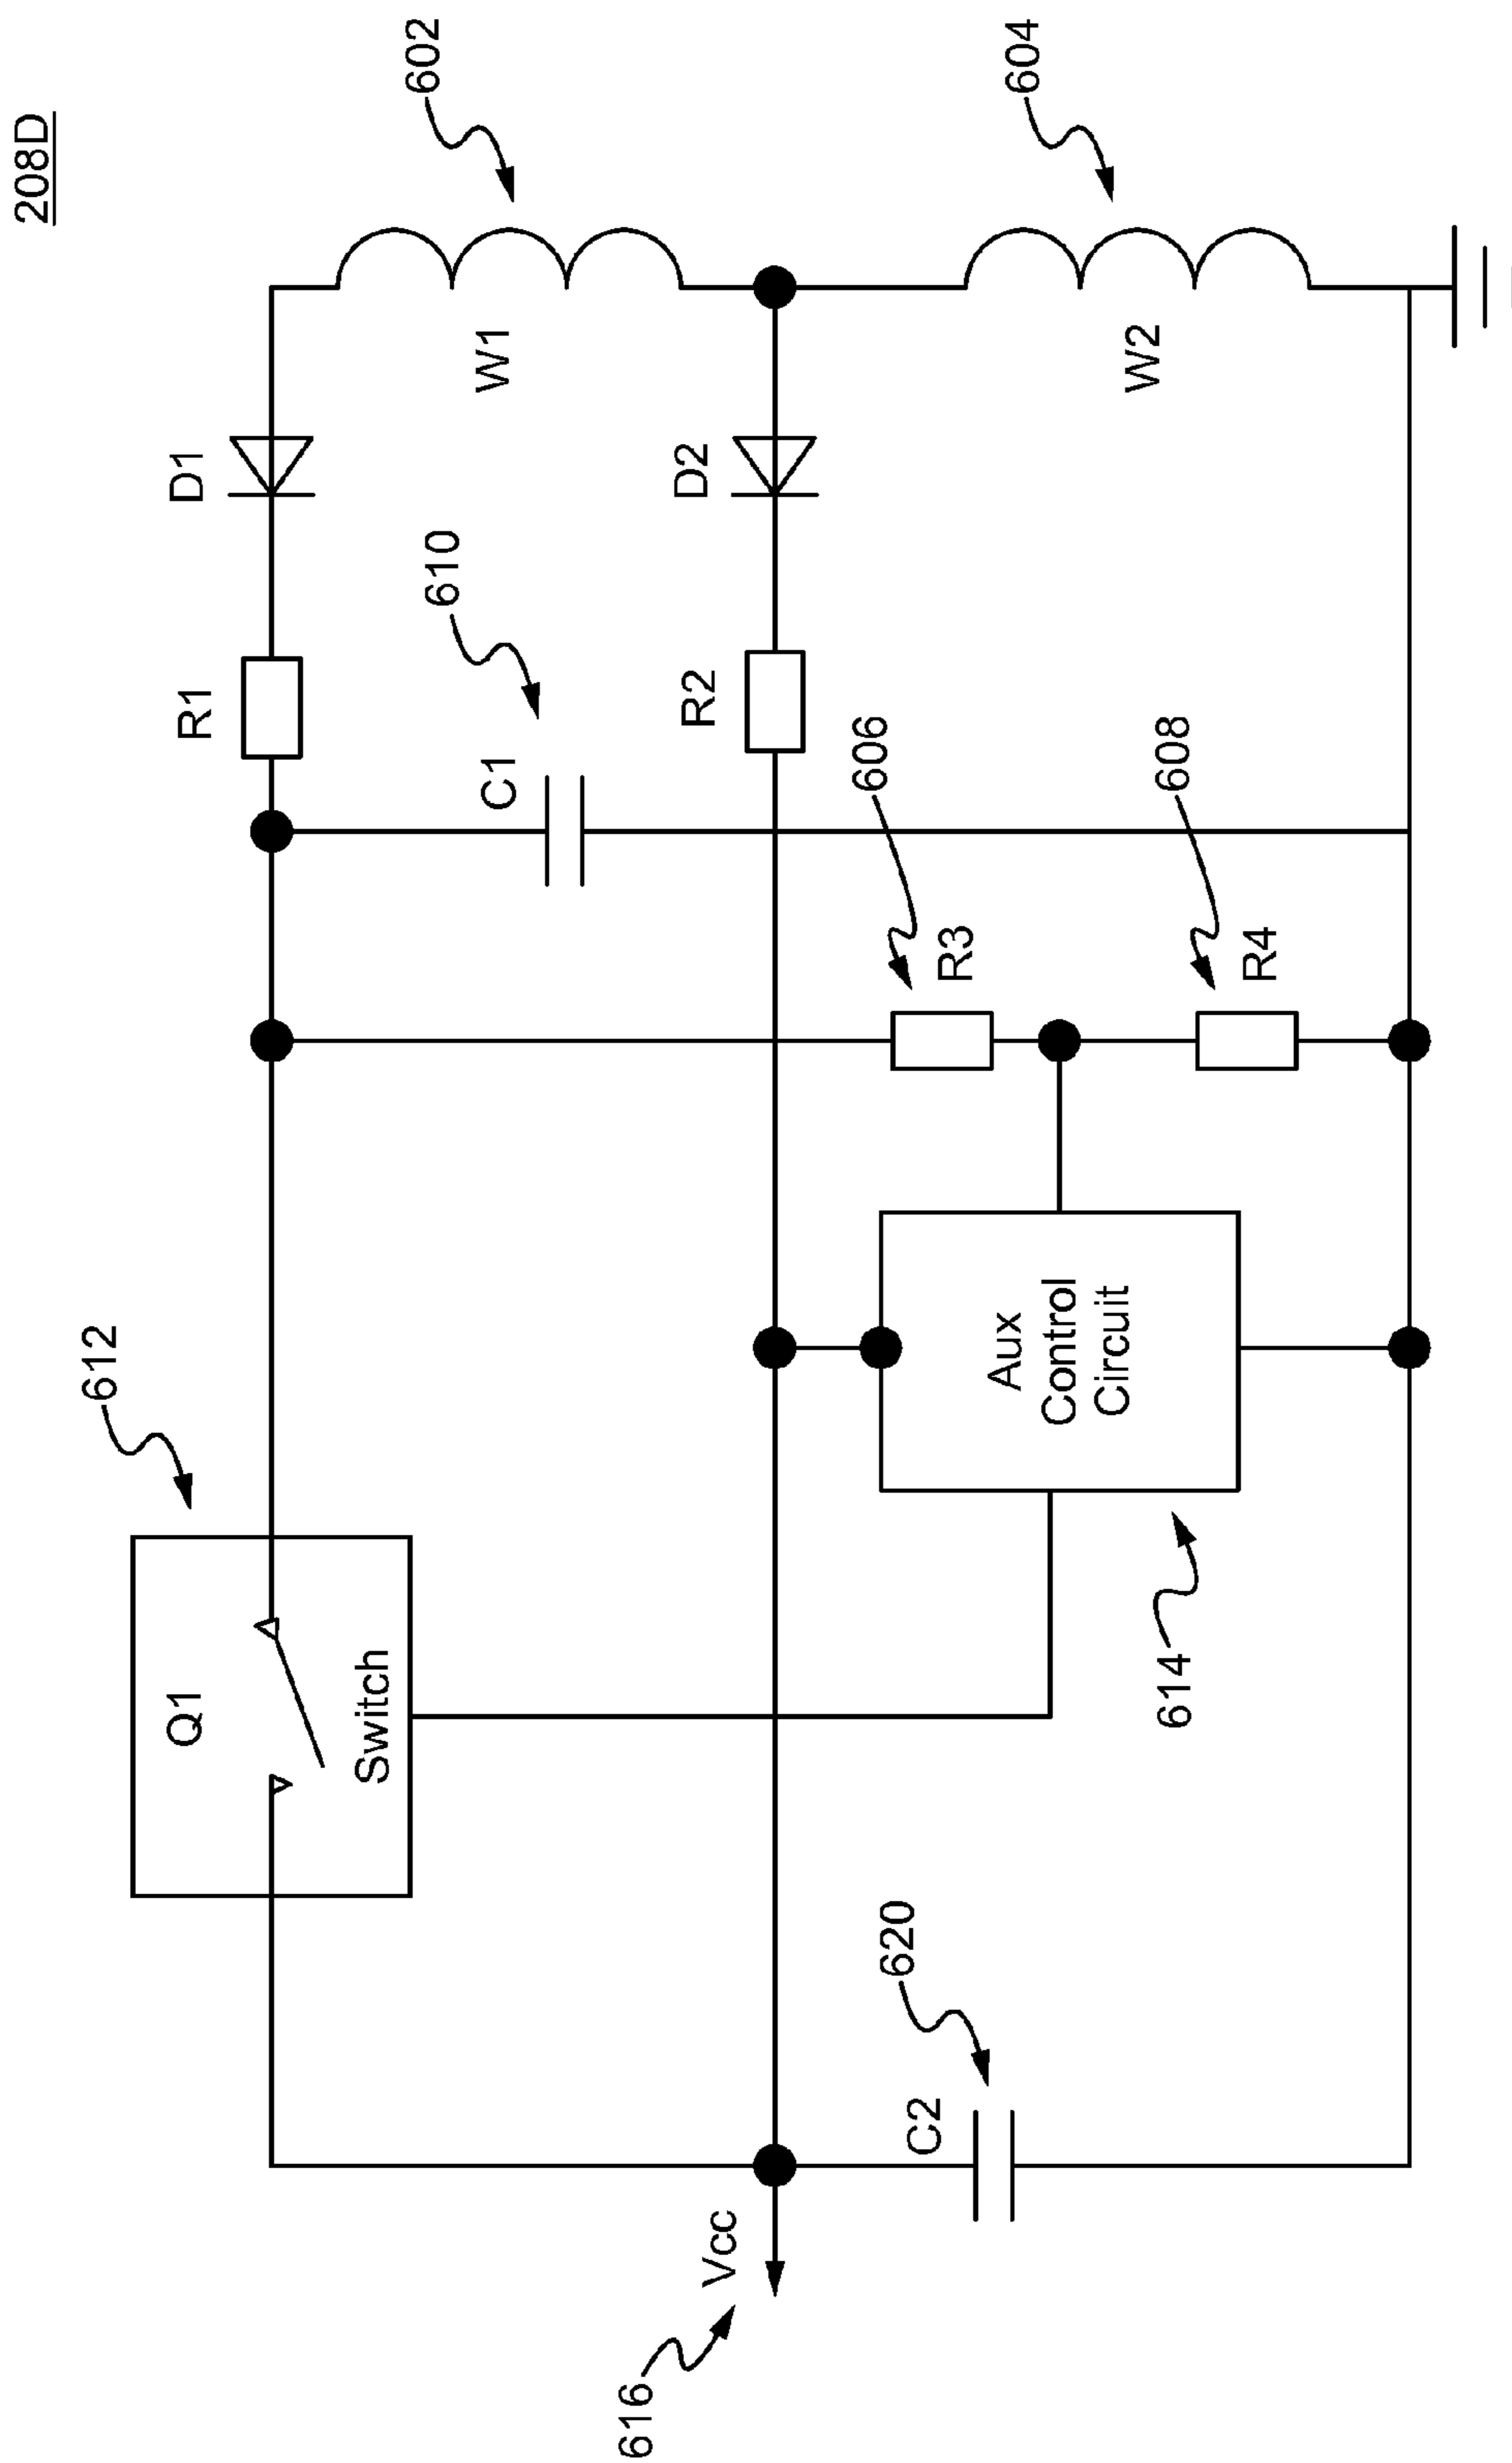 208D
602
604
W1
W2
D1
D2
610
R1
R2
C1
606
608
R3
R4
612
Aux
Control
Circuit
Q1
Switch
614
620
C2
Vcc
616